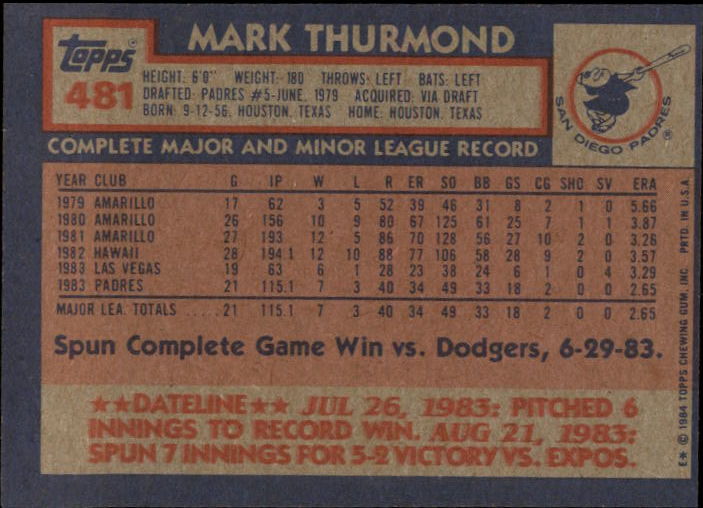 MARK THURMOND
Topps
481
HEIGHT: 6'0" WEIGHT: 180 THROWS: LEFT BATS: LEFT
DRAFTED: PADRES #5-JUNE, 1979 ACQUIRED: VIA DRAFT
BORN: 9-12-56, HOUSTON, TEXAS HOME: HOUSTON, TEXAS
SAN DIEGO PADRES ®
COMPLETE MAJOR AND MINOR LEAGUE RECORD
YEAR CLUB G IP W L R ER SO BB GS CG SHO SV ERA
1979 AMARILLO 17 62 3 5 52 39 46 31 8 2 1 0 5.66
1980 AMARILLO 26 156 10 9 80 67 125 61 25 7 1 1 3.87
1981 AMARILLO 27 193 12 5 86 70 128 56 27 10 2 0 3.26
1982 HAWAII 28 194.1 12 10 88 77 106 58 28 9 2 0 3.57
1983 LAS VEGAS 19 63 6 1 28 23 38 24 6 1 0 4 3.29
1983 PADRES 21 115.1 7 3 40 34 49 33 18 2 0 0 2.65
MAJOR LEA. TOTALS 21 115.1 7 3 40 34 49 33 18 2 0 0 2.65
Spun Complete Game Win vs. Dodgers, 6-29-83.
★★DATELINE★★ JUL 26, 1983: PITCHED 6
INNINGS TO RECORD WIN. AUG 21, 1983:
SPUN 7 INNINGS FOR 5-2 VICTORY VS. EXPOS.
E* © 1984 TOPPS CHEWING GUM, INC. PRTD. IN U.S.A.